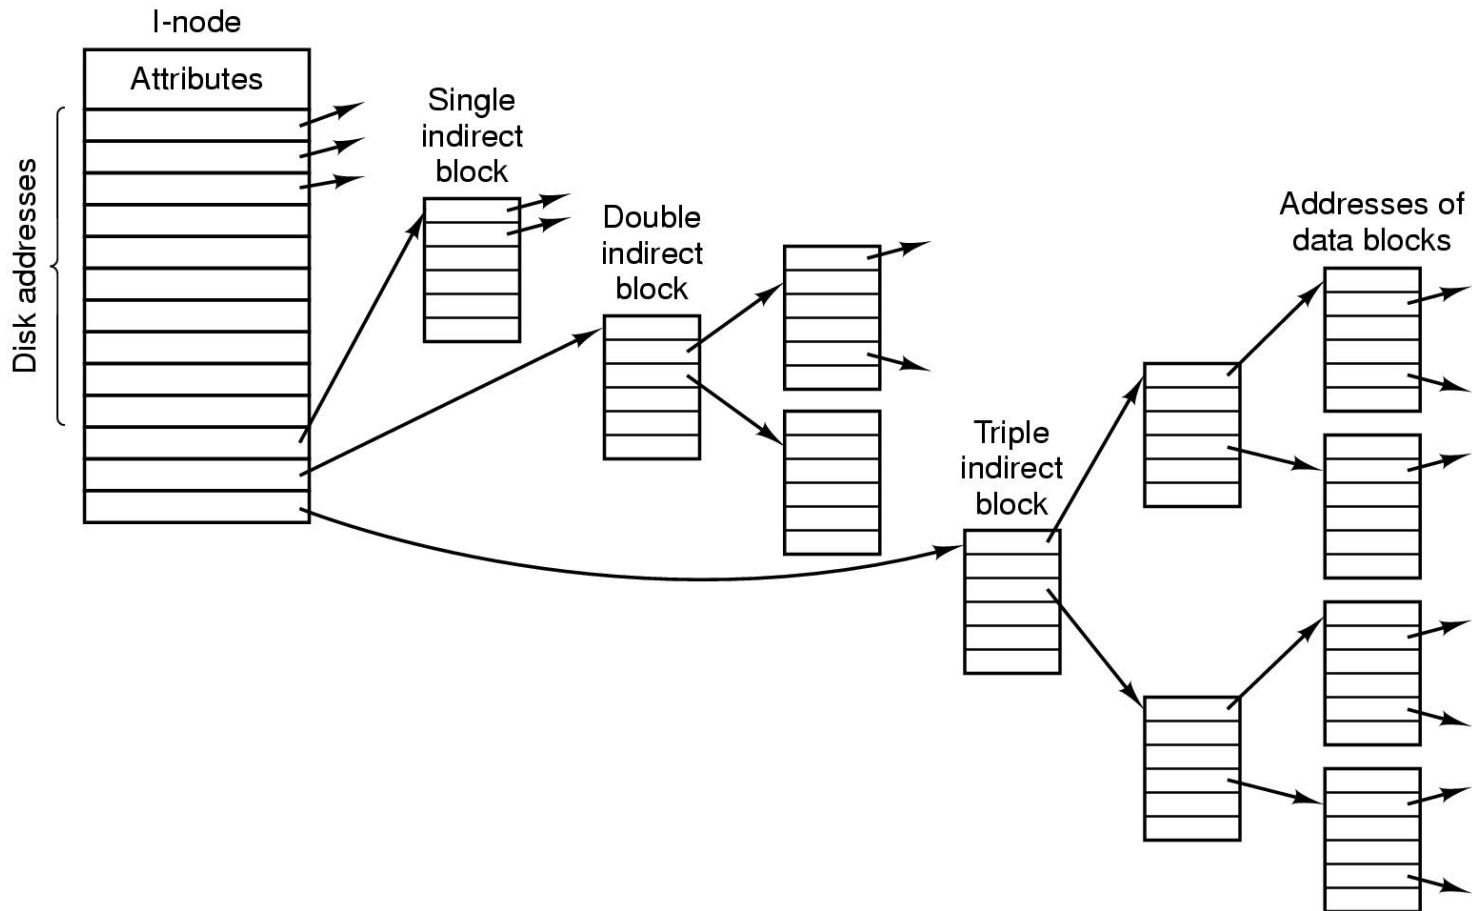 I-node
Attributes
Disk addresses
Single
indirect
block
Double
indirect
block
Triple
indirect
block
Addresses of
data blocks